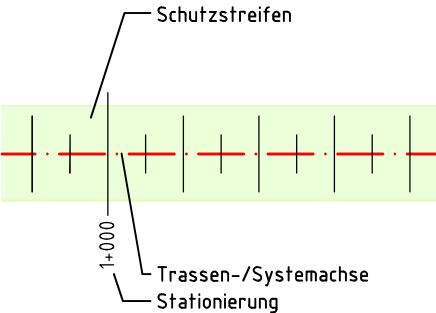 Schutzstreifen
1+000
Trassen-/Systemachse
Stationierung